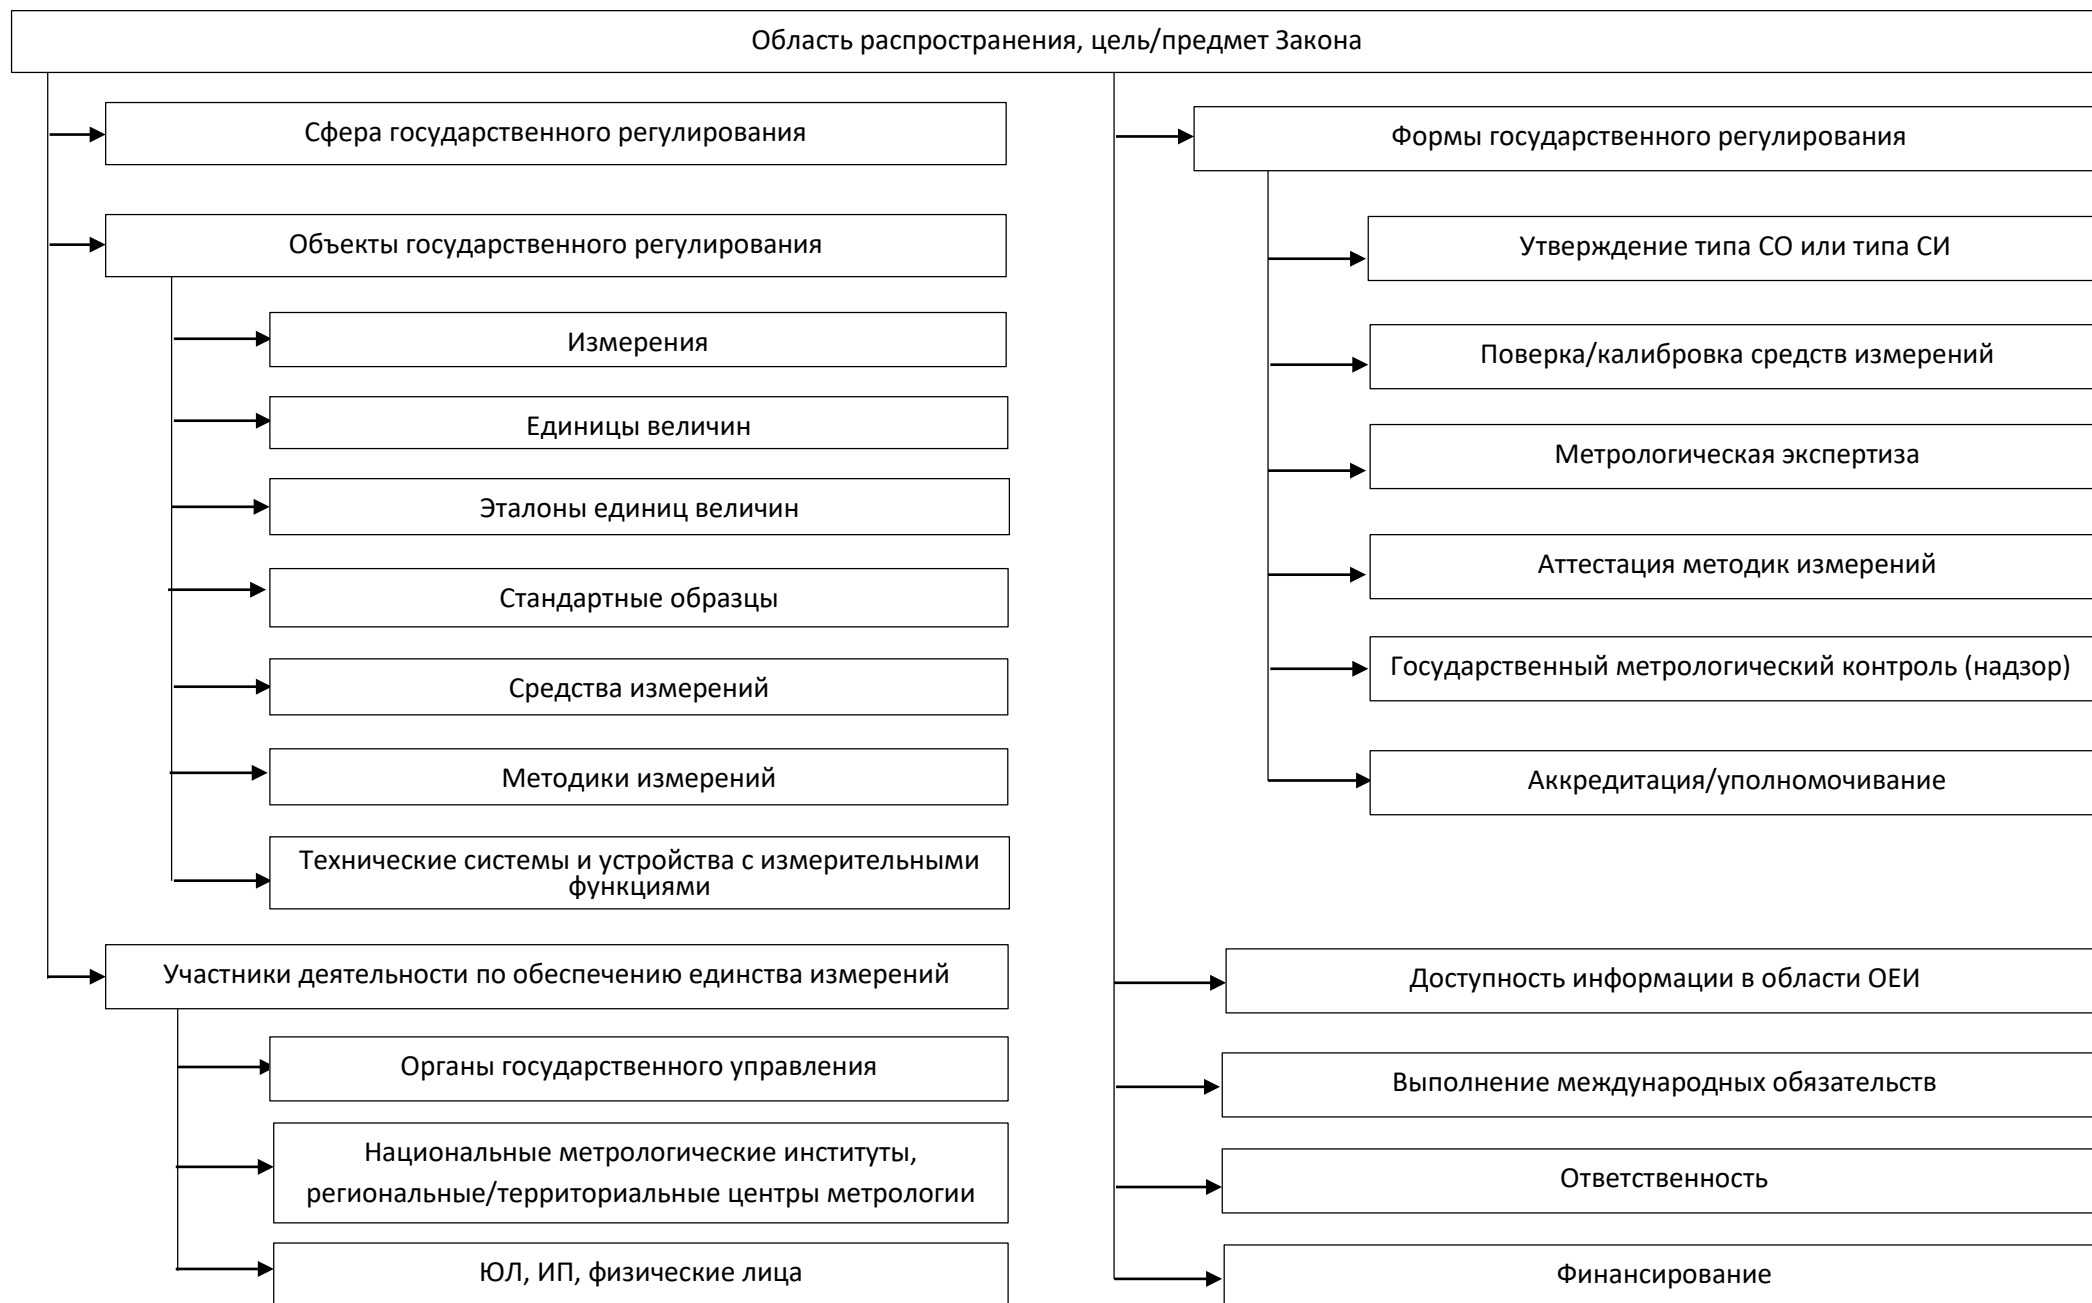 Область распространения, цель/предмет Закона
Сфера государственного регулирования
Объекты государственного регулирования
Измерения
Единицы величин
Эталоны единиц величин
Стандартные образцы
Средства измерений
Методики измерений
Технические системы и устройства с измерительными
функциями
Участники деятельности по обеспечению единства измерений
Органы государственного управления
Национальные метрологические институты,
региональные/территориальные центры метрологии
ЮЛ, ИП, физические лица
Формы государственного регулирования
Утверждение типа СО или типа СИ
Поверка/калибровка средств измерений
Метрологическая экспертиза
Аттестация методик измерений
Государственный метрологический контроль (надзор)
Аккредитация/уполномочивание
Доступность информации в области ОЕИ
Выполнение международных обязательств
Ответственность
Финансирование